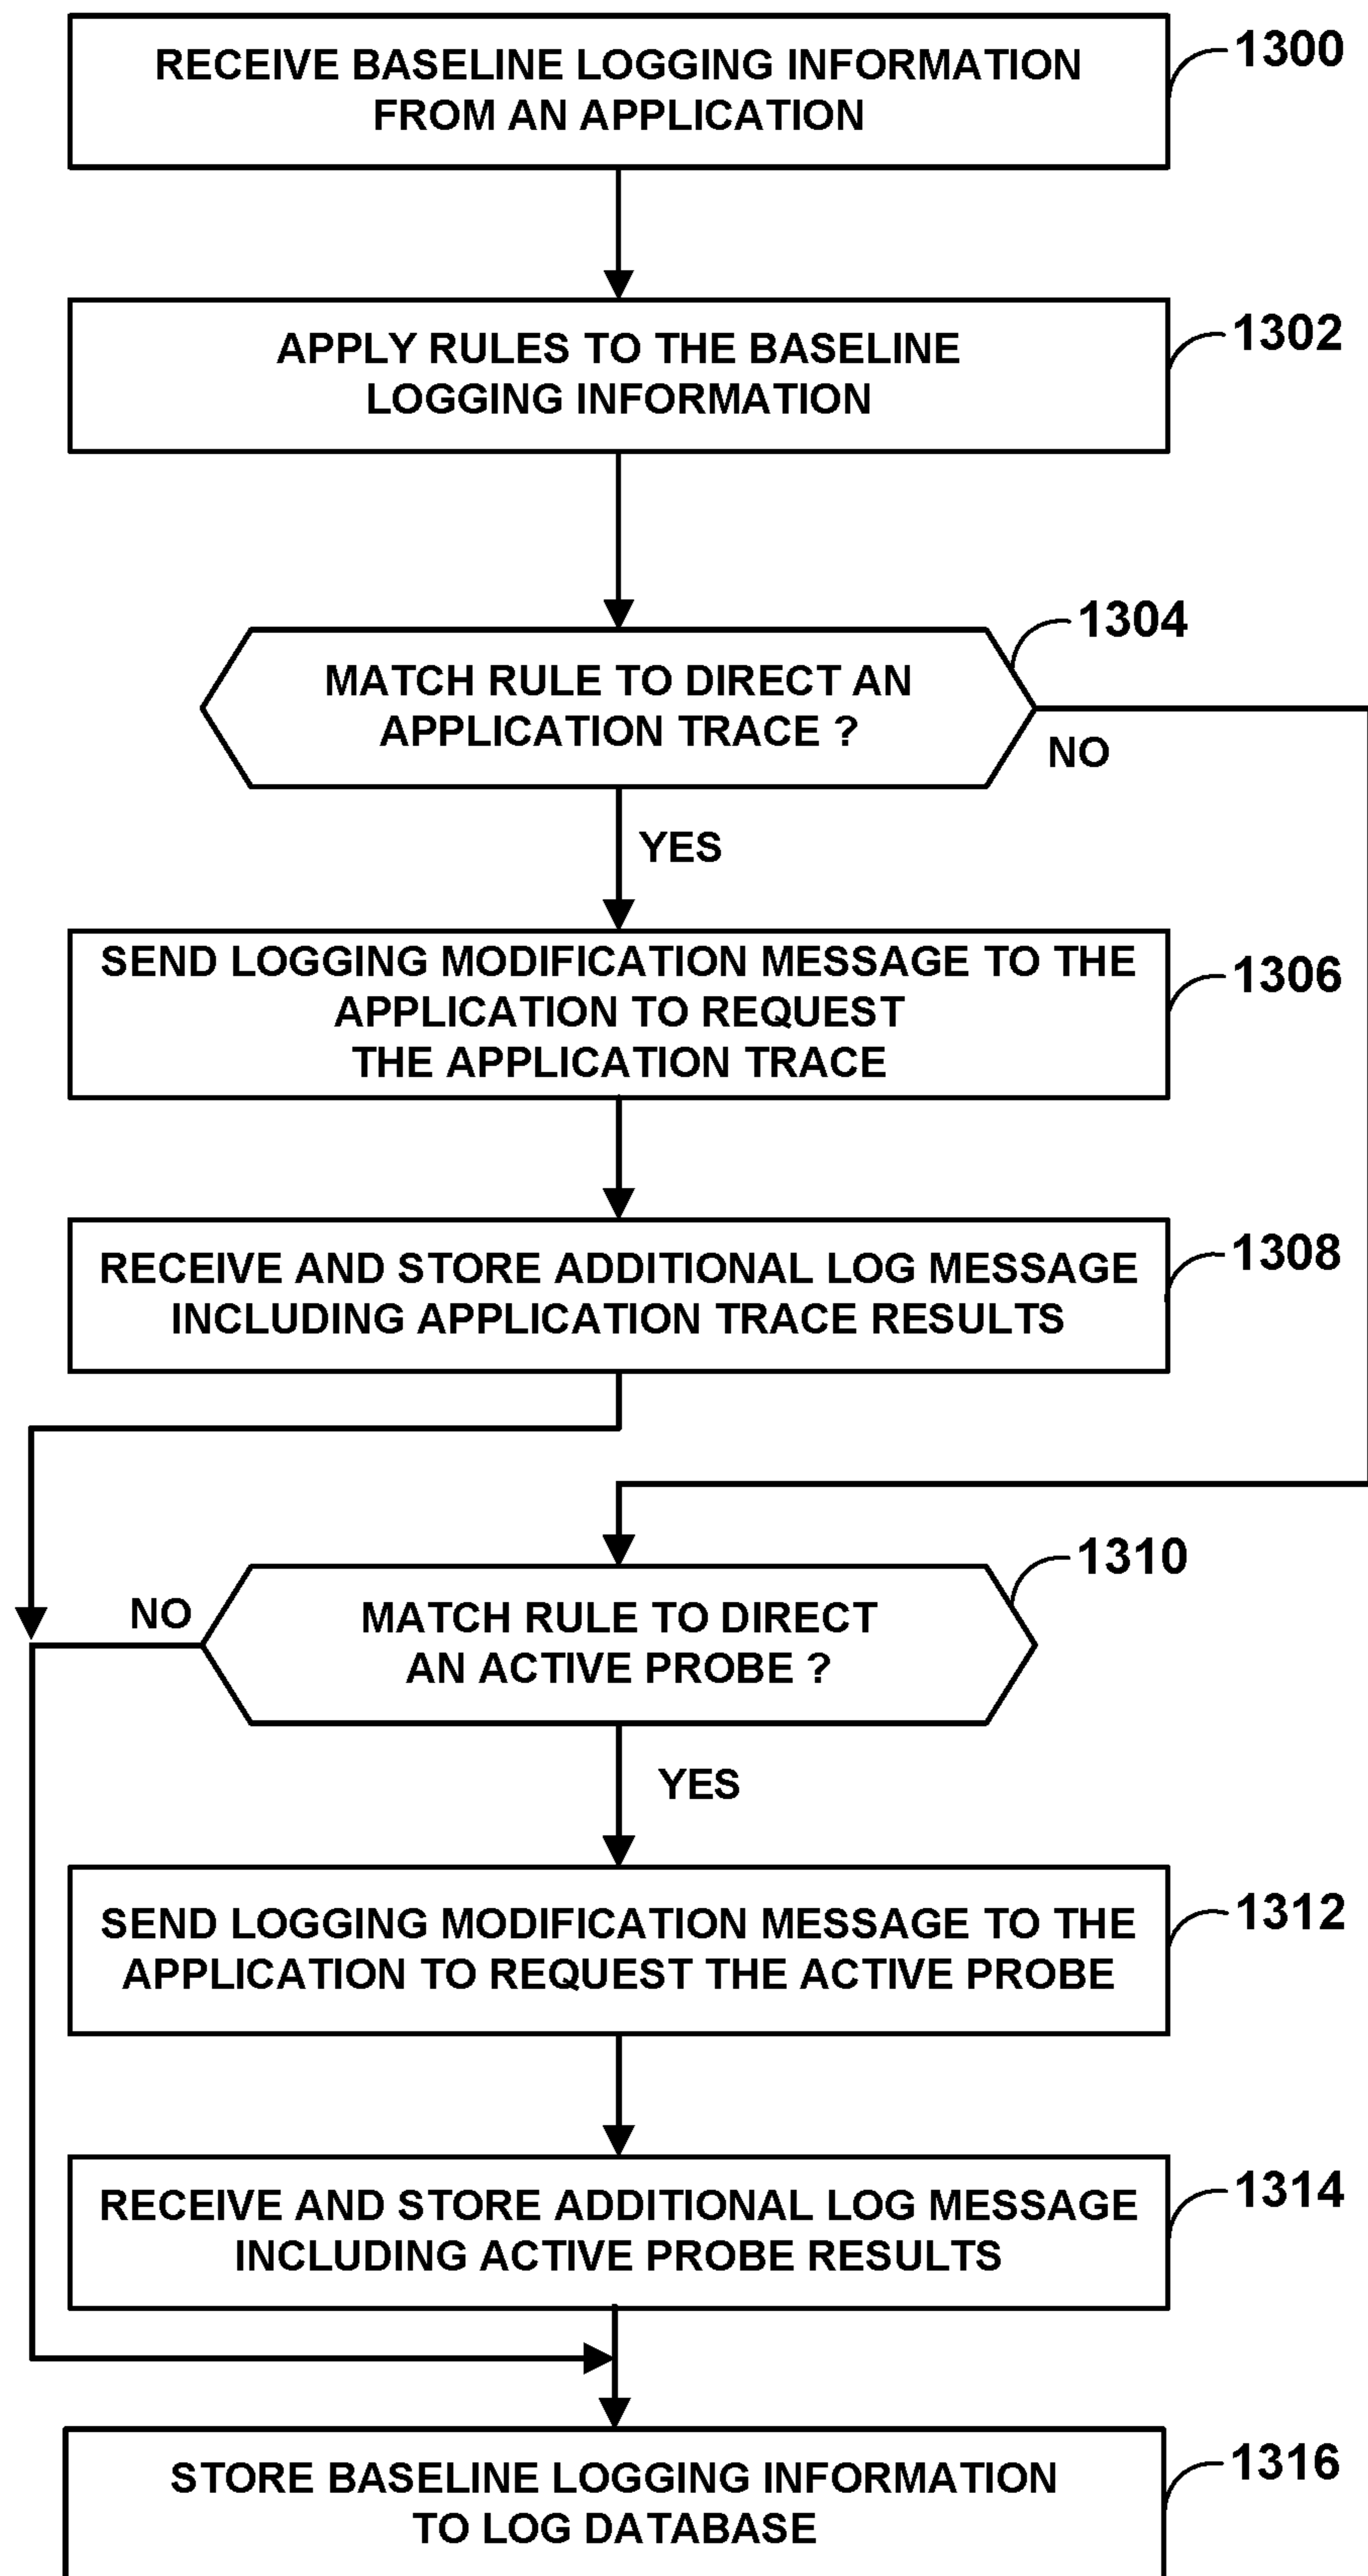 RECEIVE BASELINE LOGGING INFORMATION
FROM AN APPLICATION
1300
APPLY RULES TO THE BASELINE
LOGGING INFORMATION
1302
MATCH RULE TO DIRECT AN
APPLICATION TRACE ?
1304
NO
YES
SEND LOGGING MODIFICATION MESSAGE TO THE
APPLICATION TO REQUEST
THE APPLICATION TRACE
1306
RECEIVE AND STORE ADDITIONAL LOG MESSAGE
INCLUDING APPLICATION TRACE RESULTS
1308
MATCH RULE TO DIRECT
AN ACTIVE PROBE ?
1310
NO
YES
SEND LOGGING MODIFICATION MESSAGE TO THE
APPLICATION TO REQUEST THE ACTIVE PROBE
1312
RECEIVE AND STORE ADDITIONAL LOG MESSAGE
INCLUDING ACTIVE PROBE RESULTS
1314
STORE BASELINE LOGGING INFORMATION
TO LOG DATABASE
1316